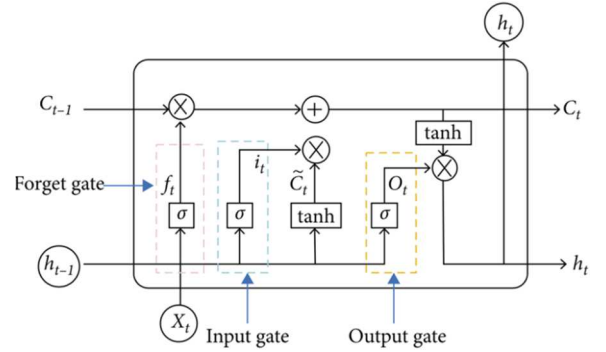 h_t
C_{t-1}
×
+
C_t
tanh
Forget gate
f_t
i_t
×
C̃_t
O_t
×
σ
σ
tanh
σ
h_{t-1}
h_t
X_t
Input gate
Output gate